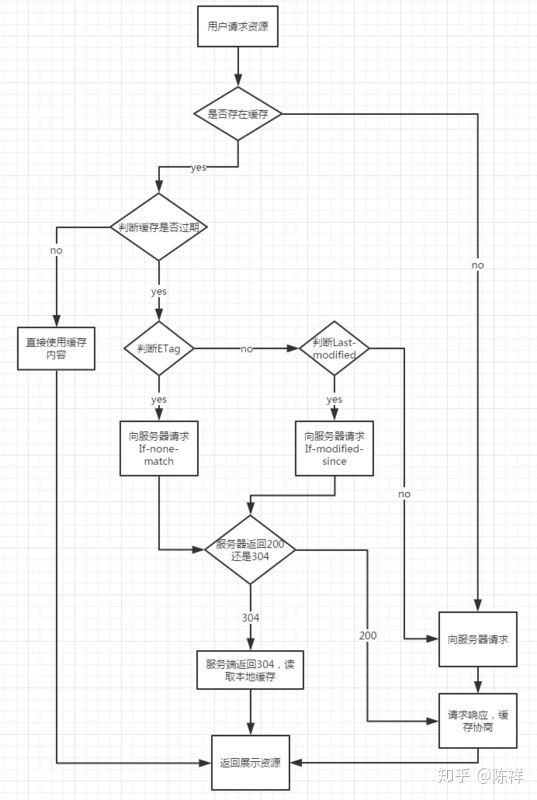 用户请求资源
是否存在缓存
yes
判断缓存是否过期
no
no
yes
直接使用缓存
内容
判断ETag
no
判断Last-
modified
yes
yes
向服务器请求
If-none-
match
向服务器请求
If-modified-
since
no
服务器返回200
还是304
304
200
向服务器请求
服务端返回304，读
取本地缓存
请求响应，缓
存协商
返回展示资源
知乎 @陈祥